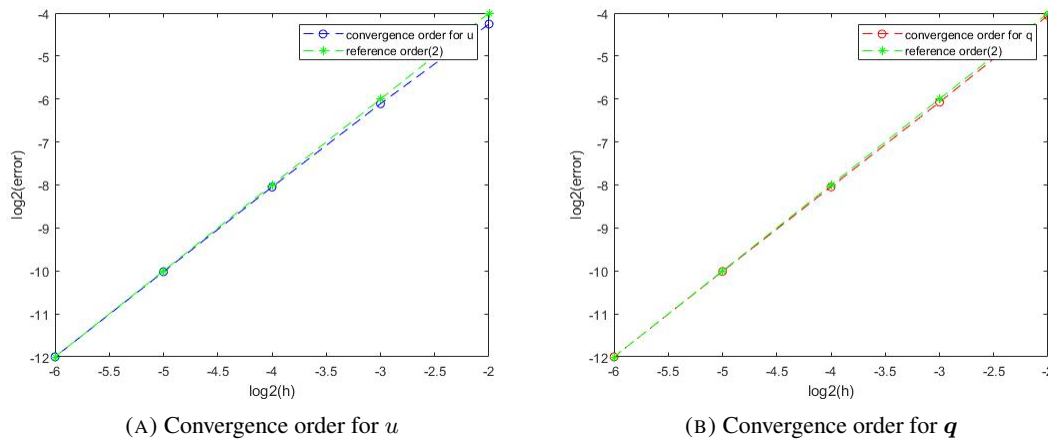 -4
-5
-6
-7
-8
-9
-10
-11
-12
log2(error)
convergence order for u
reference order(2)
-6 -5.5 -5 -4.5 -4 -3.5 -3 -2.5 -2
log2(h)
(A) Convergence order for u
-4
-5
-6
-7
-8
-9
-10
-11
-12
log2(error)
convergence order for q
reference order(2)
-6 -5.5 -5 -4.5 -4 -3.5 -3 -2.5 -2
log2(h)
(B) Convergence order for q